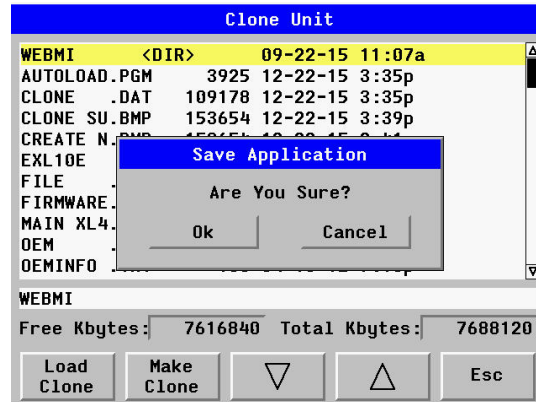 Clone Unit
WEBMI <DIR> 09-22-15 11:07a
AUTOLOAD.PGM 3925 12-22-15 3:35p
CLONE .DAT 109178 12-22-15 3:35p
CLONE SU.BMP 153654 12-22-15 3:39p
CREATE N.
EXL10E
FILE .
FIRMWARE.
MAIN XL4.
OEM .
OEMINFO .
Save Application
Are You Sure?
Ok Cancel
WEBMI
Free Kbytes: 7616840 Total Kbytes: 7688120
Load Clone
Make Clone
Esc